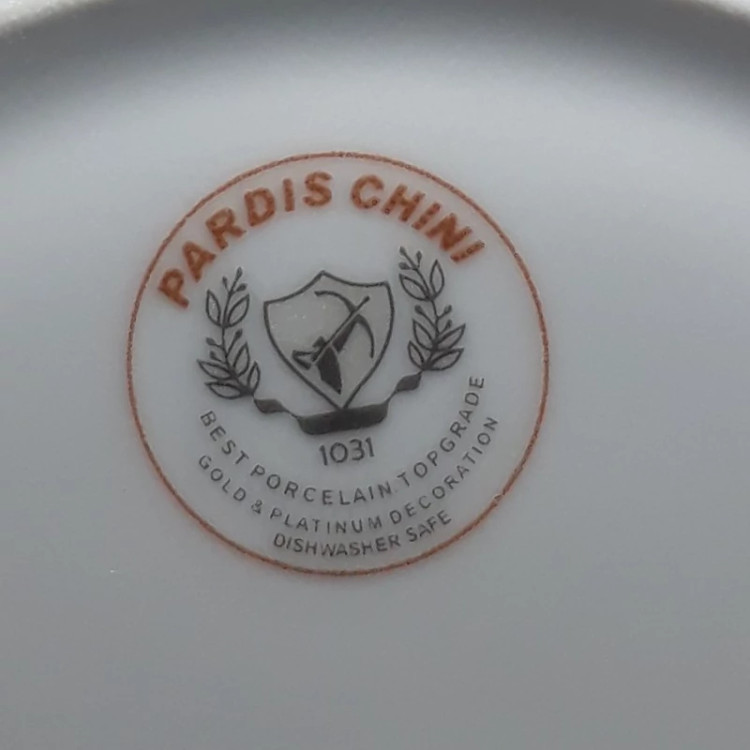 PARDIS CHINI
1031
BEST PORCELAIN. TOPGRADE
GOLD & PLATINUM DECORATION
DISHWASHER SAFE